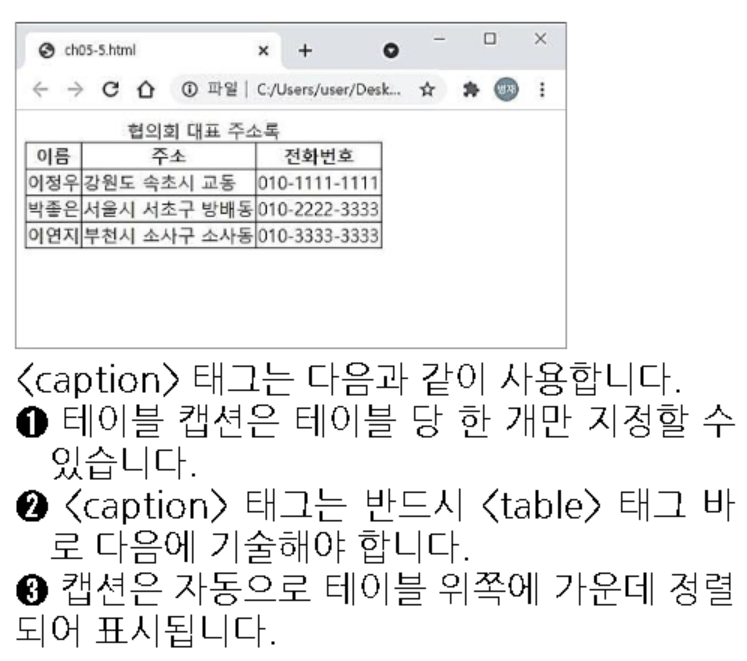 ch05-5.html
파일 | C:/Users/user/Desk...
협의회 대표 주소록
이름 주소 전화번호
이정우 강원도 속초시 교동 010-1111-1111
박좋은 서울시 서초구 방배동 010-2222-3333
이연지 부천시 소사구 소사동 010-3333-3333
<caption> 태그는 다음과 같이 사용합니다.
❶ 테이블 캡션은 테이블 당 한 개만 지정할 수
있습니다.
❷ <caption> 태그는 반드시 <table> 태그 바
로 다음에 기술해야 합니다.
❸ 캡션은 자동으로 테이블 위쪽에 가운데 정렬
되어 표시됩니다.